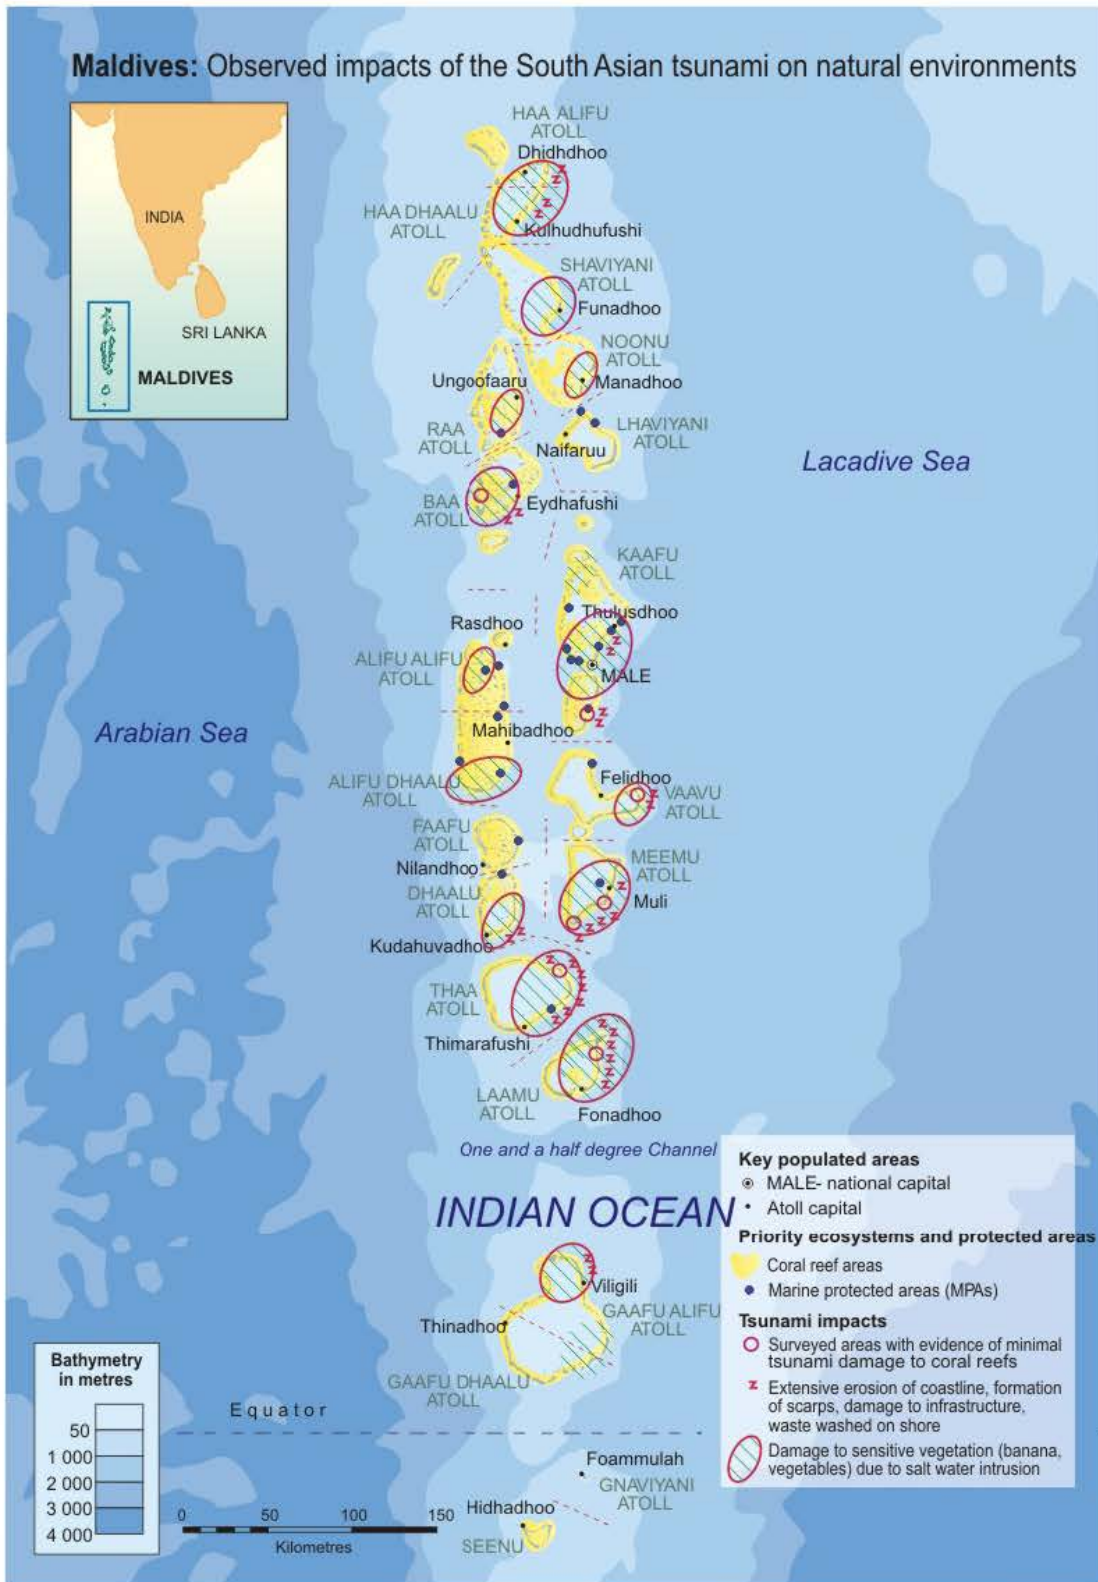 Maldives: Observed impacts of the South Asian tsunami on natural environments
INDIA
SRI LANKA
MALDIVES
HAA ALIFU
ATOLL
Dhidhdhoo
HAA DHAALU
ATOLL
Kulhudhufushi
SHAVIYANI
ATOLL
Funadhoo
NOONU
ATOLL
Ungoofaaru
Manadhoo
RAA
ATOLL
LHAVIYANI
ATOLL
Naifaruu
Lacadive Sea
BAA
ATOLL
Eydhafushi
KAAFU
ATOLL
Thulusdhoo
Rasdhoo
ALIFU ALIFU
ATOLL
MALE
Arabian Sea
Mahibadhoo
ALIFU DHAALU
ATOLL
Felidhoo
VAAVU
ATOLL
FAAFU
ATOLL
Nilandhoo
MEEMU
ATOLL
DHAALU
ATOLL
Muli
Kudahuvadhoo
THAA
ATOLL
Thimarafushi
LAAMU
ATOLL
Fonadhoo
One and a half degree Channel
INDIAN OCEAN
Viligili
GAAFU ALIFU
ATOLL
Thinadhoo
GAAFU DHAALU
ATOLL
Equator
Foammulah
GNAVIYANI
ATOLL
Hidhadhoo
SEENU
Key populated areas
MALE- national capital
Atoll capital
Priority ecosystems and protected areas
Coral reef areas
Marine protected areas (MPAs)
Tsunami impacts
Surveyed areas with evidence of minimal
tsunami damage to coral reefs
Extensive erosion of coastline, formation
of scarps, damage to infrastructure,
waste washed on shore
Damage to sensitive vegetation (banana,
vegetables) due to salt water intrusion
Bathymetry
in metres
50
1 000
2 000
3 000
4 000
0 50 100 150
Kilometres